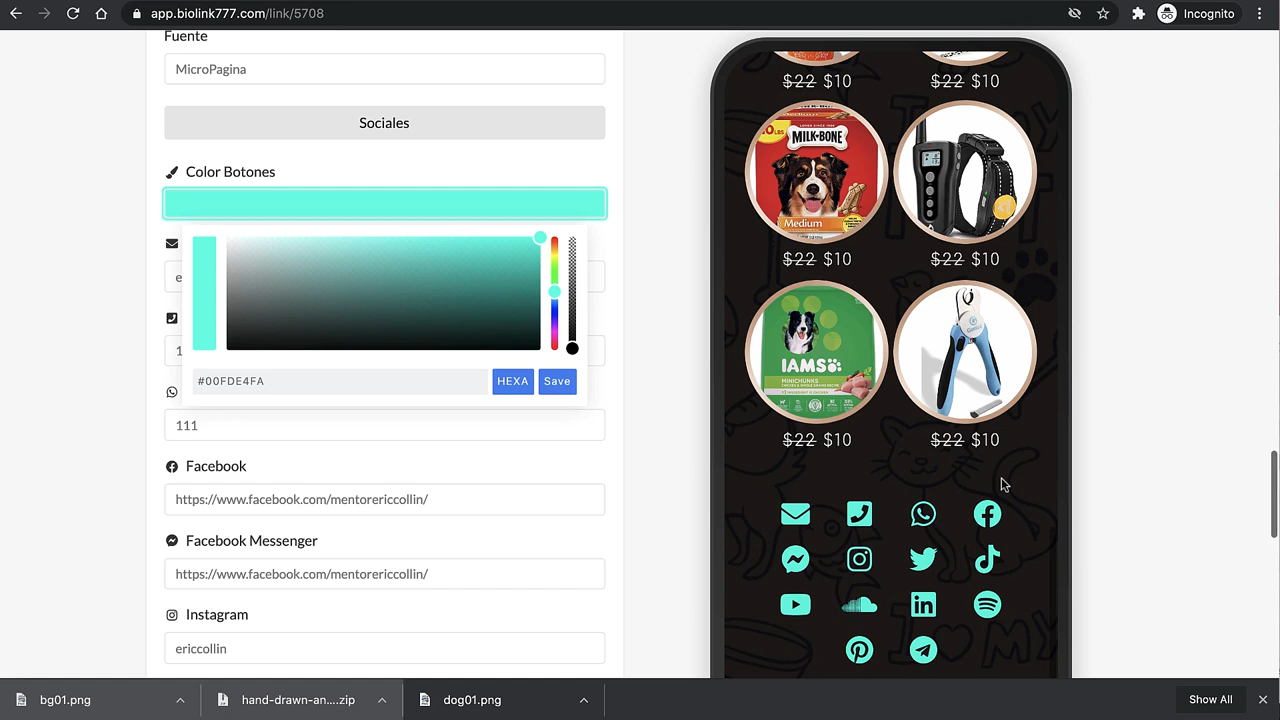 app.biolink777.com/link/5708
Incognito
Fuente
MicroPagina
Sociales
Color Botones
#00FDE4FA
HEXA
Save
111
Facebook
https://www.facebook.com/mentorericcollin/
Facebook Messenger
https://www.facebook.com/mentorericcollin/
Instagram
ericcollin
$22 $10
$22 $10
MILK-BONE
Medium
$22 $10
$22 $10
IAMS
MINICHUNKS
$22 $10
$22 $10
I MY
bg01.png
hand-drawn-an....zip
dog01.png
Show All